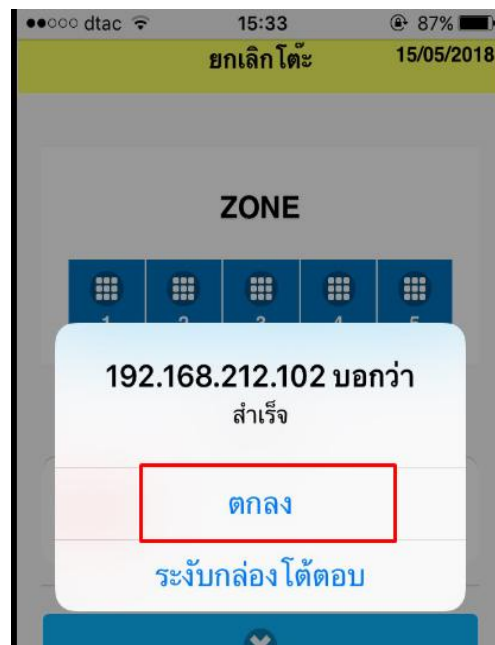 dtac 15:33 87%
ยกเลิกโต๊ะ 15/05/2018
ZONE
1 2 3 4 5
192.168.212.102 บอกว่า
สำเร็จ
ตกลง
ระงับกล่องโต้ตอบ